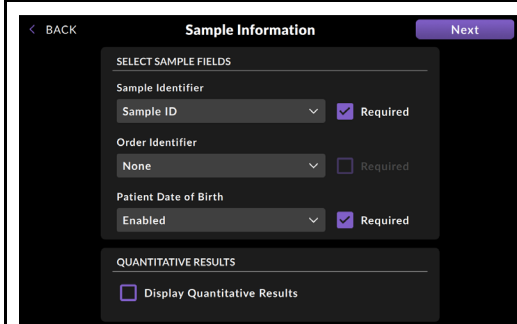 BACK
Sample Information
Next
SELECT SAMPLE FIELDS
Sample Identifier
Sample ID
Required
Order Identifier
None
Required
Patient Date of Birth
Enabled
Required
QUANTITATIVE RESULTS
Display Quantitative Results